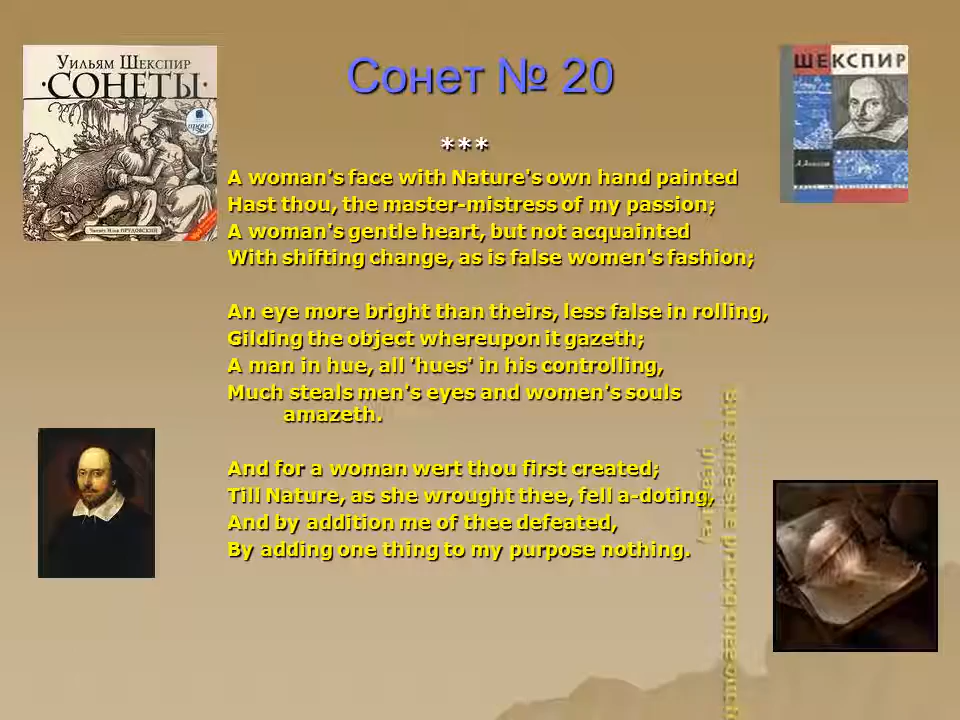 Уильям Шекспир
·СОНЕТЫ·
Сонет № 20
ШЕКСПИР
***
A woman's face with Nature's own hand painted
Hast thou, the master-mistress of my passion;
A woman's gentle heart, but not acquainted
With shifting change, as is false women's fashion;
An eye more bright than theirs, less false in rolling,
Gilding the object whereupon it gazeth;
A man in hue, all 'hues' in his controlling,
Much steals men's eyes and women's souls
amazeth.
And for a woman wert thou first created;
Till Nature, as she wrought thee, fell a-doting,
And by addition me of thee defeated,
By adding one thing to my purpose nothing.